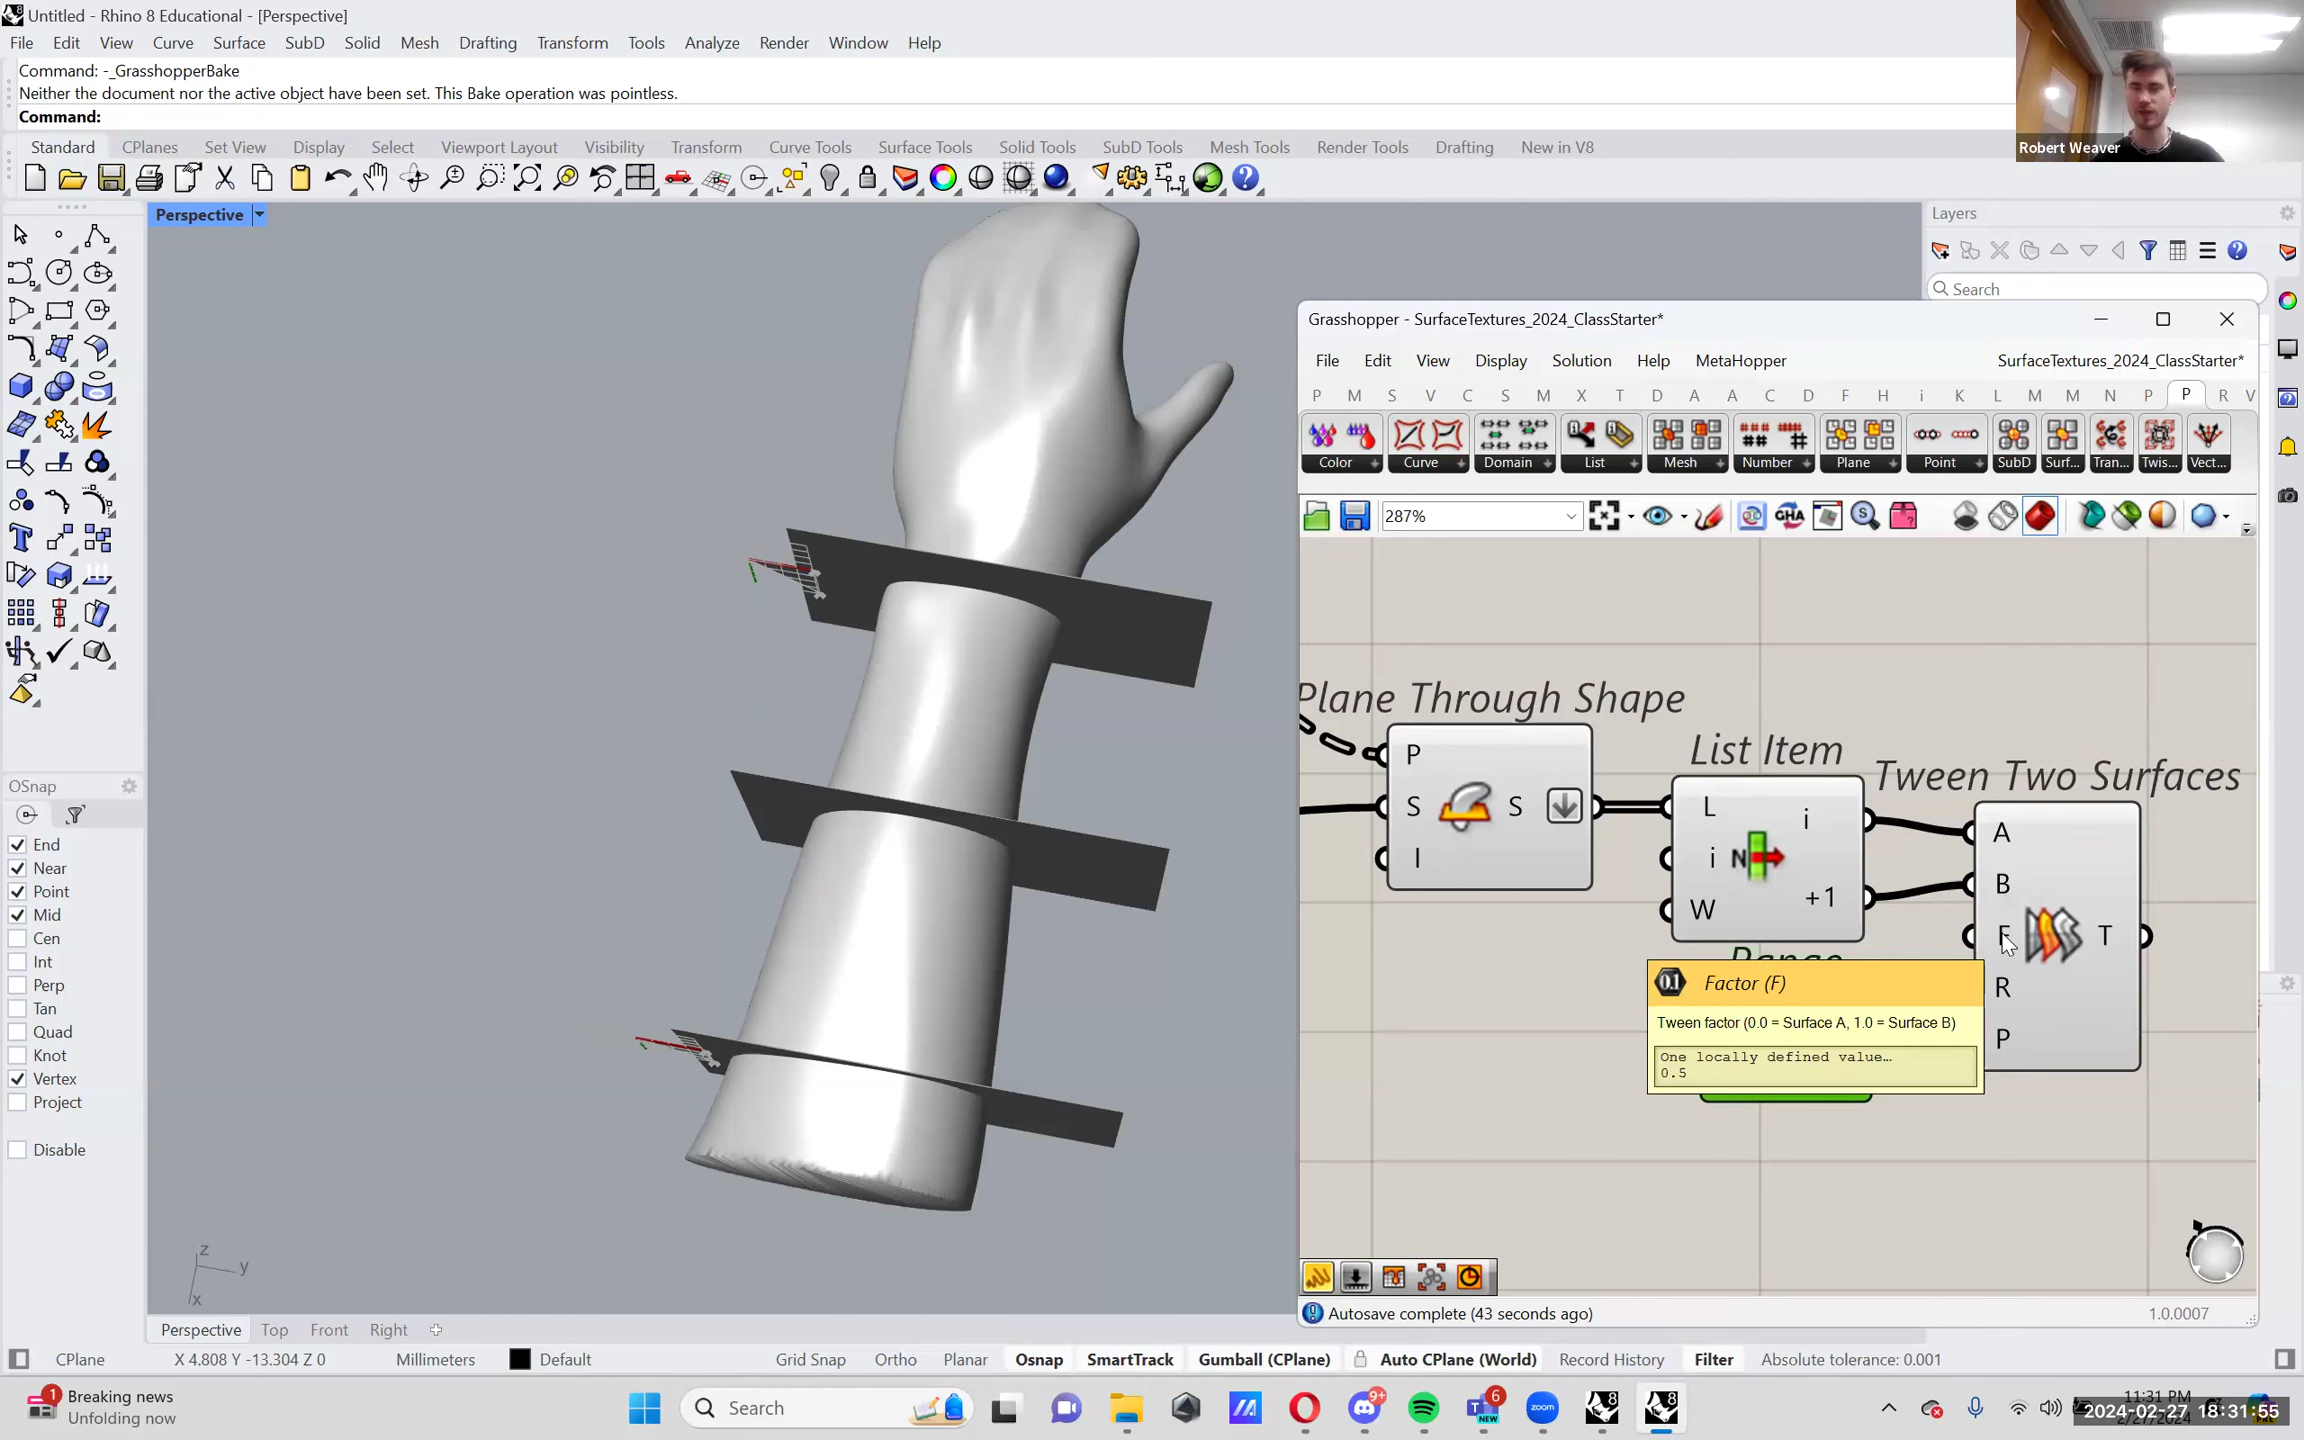 Untitled - Rhino 8 Educational - [Perspective]
File Edit View Curve Surface SubD Solid Mesh Drafting Transform Tools Analyze Render Window Help
Command: -_GrasshopperBake
Neither the document nor the active object have been set. This Bake operation was pointless.
Command:
Robert Weaver
Standard CPlanes Set View Display Select Viewport Layout Visibility Transform Curve Tools Surface Tools Solid Tools SubD Tools Mesh Tools Render Tools Drafting New in V8
Perspective
Layers
Search
Grasshopper - SurfaceTextures_2024_ClassStarter*
File Edit View Display Solution Help MetaHopper SurfaceTextures_2024_ClassStarter*
P M S V C S M X T D A A C D F H i K L M M N P P R V
Color Curve Domain List Mesh Number Plane Point SubD Surf... Tran... Twis... Vect...
287%
Plane Through Shape
P
S S
I
List Item
L i
i N
W +1
Tween Two Surfaces
A
B
F T
R
P
Factor (F)
Tween factor (0.0 = Surface A, 1.0 = Surface B)
One locally defined value…
0.5
Autosave complete (43 seconds ago) 1.0.0007
OSnap
End
Near
Point
Mid
Cen
Int
Perp
Tan
Quad
Knot
Vertex
Project
Disable
z
y
x
Perspective Top Front Right
CPlane X 4.808 Y -13.304 Z 0 Millimeters Default Grid Snap Ortho Planar Osnap SmartTrack Gumball (CPlane) Auto CPlane (World) Record History Filter Absolute tolerance: 0.001
1 Breaking news
Unfolding now
Search
9+
6
NEW
zoom
11:31 PM
2024-02-27 18:31:55